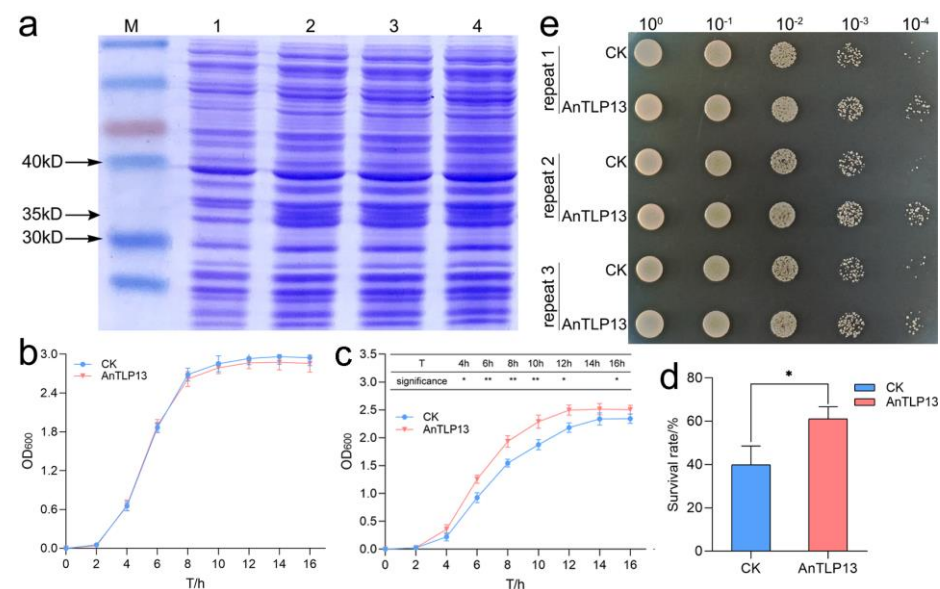 a
M 1 2 3 4
40kD
35kD
30kD
e
10⁰ 10⁻¹ 10⁻² 10⁻³ 10⁻⁴
repeat 1
CK
AnTLP13
repeat 2
CK
AnTLP13
repeat 3
CK
AnTLP13
b
CK
AnTLP13
OD₆₀₀
3.0
2.4
1.8
1.2
0.6
0.0
0 2 4 6 8 10 12 14 16
T/h
c
T 4h 6h 8h 10h 12h 14h 16h
significance * ** ** ** * *
CK
AnTLP13
OD₆₀₀
3.5
3.0
2.5
2.0
1.5
1.0
0.5
0.0
0 2 4 6 8 10 12 14 16
T/h
d
*
CK
AnTLP13
Survival rate/%
80
60
40
20
0
CK AnTLP13